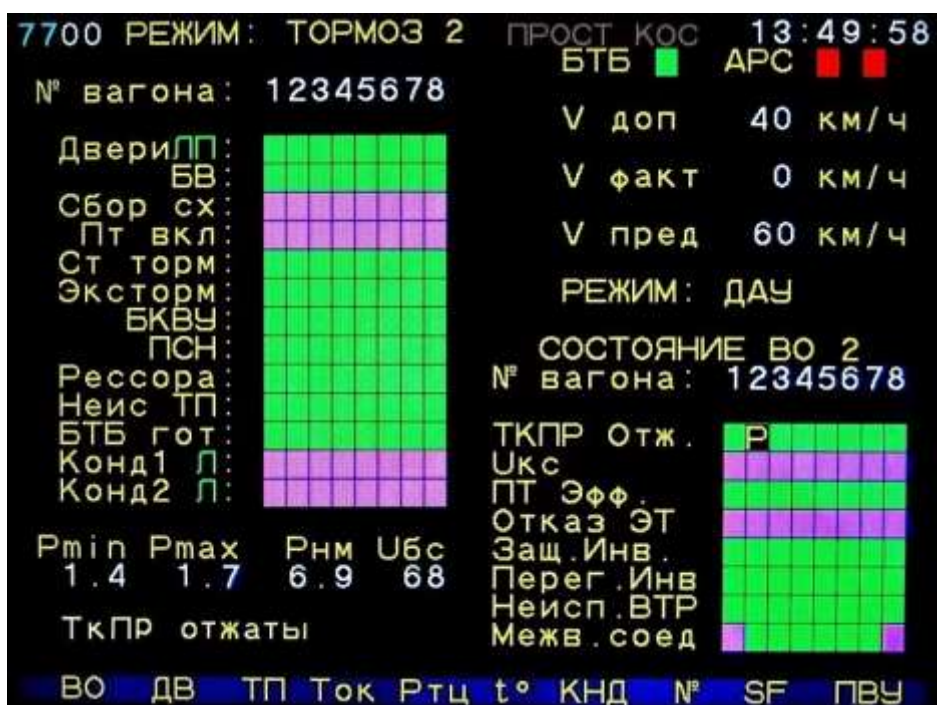 7700 РЕЖИМ: ТОРМОЗ 2 ПРОСТ КОС 13:49:58
БТБ АРС
№ вагона: 12345678
V доп 40 км/ч
ДвериЛП:
БВ:
V факт 0 км/ч
Сбор сх:
Пт вкл:
V пред 60 км/ч
Ст торм:
Эксторм:
РЕЖИМ: ДАУ
БКВУ:
ПСН:
СОСТОЯНИЕ ВО 2
Рессора:
№ вагона: 12345678
Неис ТП:
БТБ гот:
ТКПР Отж. Р
Конд1 Л:
Uкс
Конд2 Л:
ПТ Эфф.
Отказ ЭТ
Pmin Pmax Рнм Uбс
Защ.Инв.
1.4 1.7 6.9 68
Перег.Инв
Неисп.ВТР
ТкПР отжаты
Межв.соед
ВО ДВ ТП Ток Ртц t° КНД № SF ПВУ